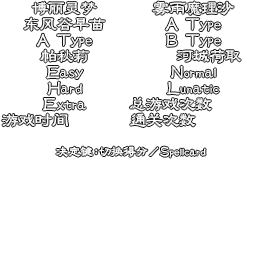 博丽灵梦 雾雨魔理沙
东风谷早苗 A Type
A Type B Type
帕秋莉 河城荷取
Easy Normal
Hard Lunatic
Extra 总游戏次数
游戏时间 通关次数
决定键:切换得分/Spellcard